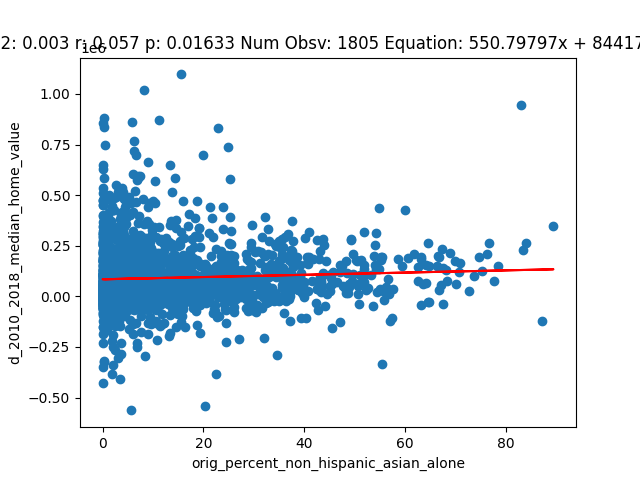 2: 0.003 r: 0.057 p: 0.01633 Num Obsv: 1805 Equation: 550.79797x + 84417
1e6
1.00
0.75
0.50
0.25
0.00
−0.25
−0.50
d_2010_2018_median_home_value
0 20 40 60 80
orig_percent_non_hispanic_asian_alone